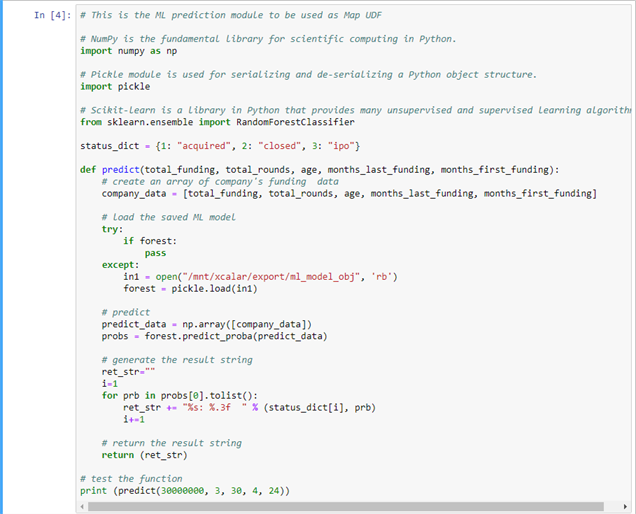 In [4]: # This is the ML prediction module to be used as Map UDF

# NumPy is the fundamental library for scientific computing in Python.
import numpy as np

# Pickle module is used for serializing and de-serializing a Python object structure.
import pickle

# Scikit-Learn is a library in Python that provides many unsupervised and supervised learning algorith
from sklearn.ensemble import RandomForestClassifier

status_dict = {1: "acquired", 2: "closed", 3: "ipo"}

def predict(total_funding, total_rounds, age, months_last_funding, months_first_funding):
    # create an array of company's funding  data
    company_data = [total_funding, total_rounds, age, months_last_funding, months_first_funding]

    # load the saved ML model
    try:
        if forest:
            pass
    except:
        in1 = open("/mnt/xcalar/export/ml_model_obj", 'rb')
        forest = pickle.load(in1)

    # predict
    predict_data = np.array([company_data])
    probs = forest.predict_proba(predict_data)

    # generate the result string
    ret_str=""
    i=1
    for prb in probs[0].tolist():
        ret_str += "%s: %.3f  " % (status_dict[i], prb)
        i+=1

    # return the result string
    return (ret_str)

# test the function
print (predict(30000000, 3, 30, 4, 24))